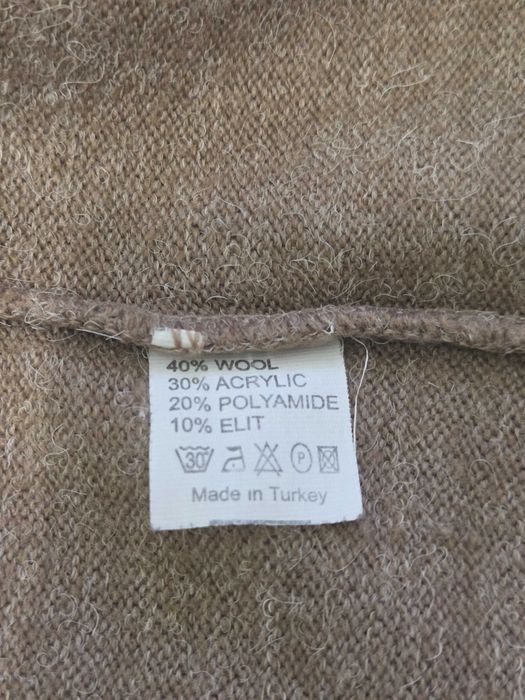 40% WOOL
30% ACRYLIC
20% POLYAMIDE
10% ELIT
30° P
Made in Turkey